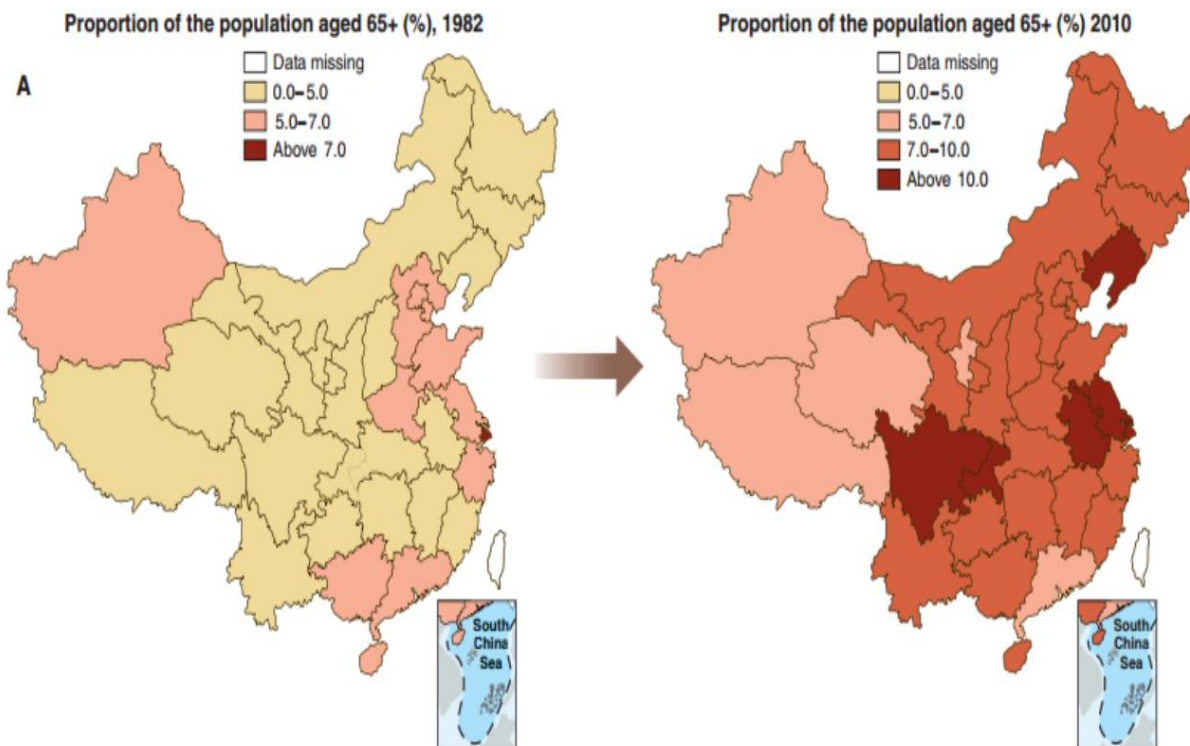 Proportion of the population aged 65+ (%), 1982
Data missing
0.0–5.0
5.0–7.0
Above 7.0
A
South
China
Sea
Proportion of the population aged 65+ (%) 2010
Data missing
0.0–5.0
5.0–7.0
7.0–10.0
Above 10.0
South
China
Sea